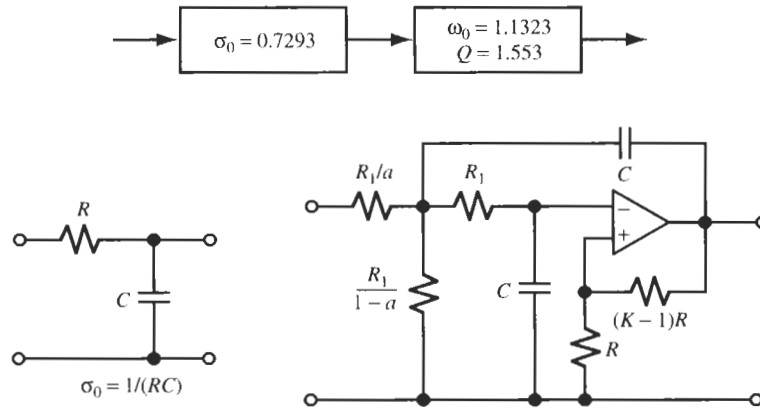 σ₀ = 0.7293
ω₀ = 1.1323
Q = 1.553
R
C
σ₀ = 1/(RC)
C
R₁/a
R₁
−
+
R₁
1 − a
C
(K − 1)R
R